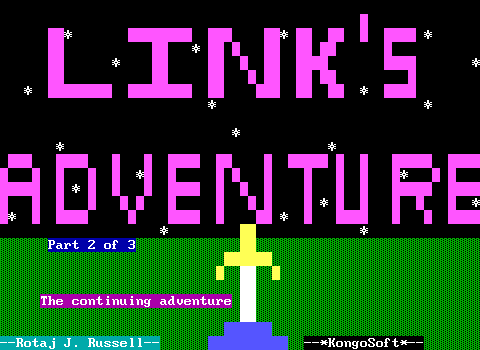 LINK'S
ADVENTURE
Part 2 of 3
The continuing adventure
--Rotaj J. Russell--
--*KongoSoft*--